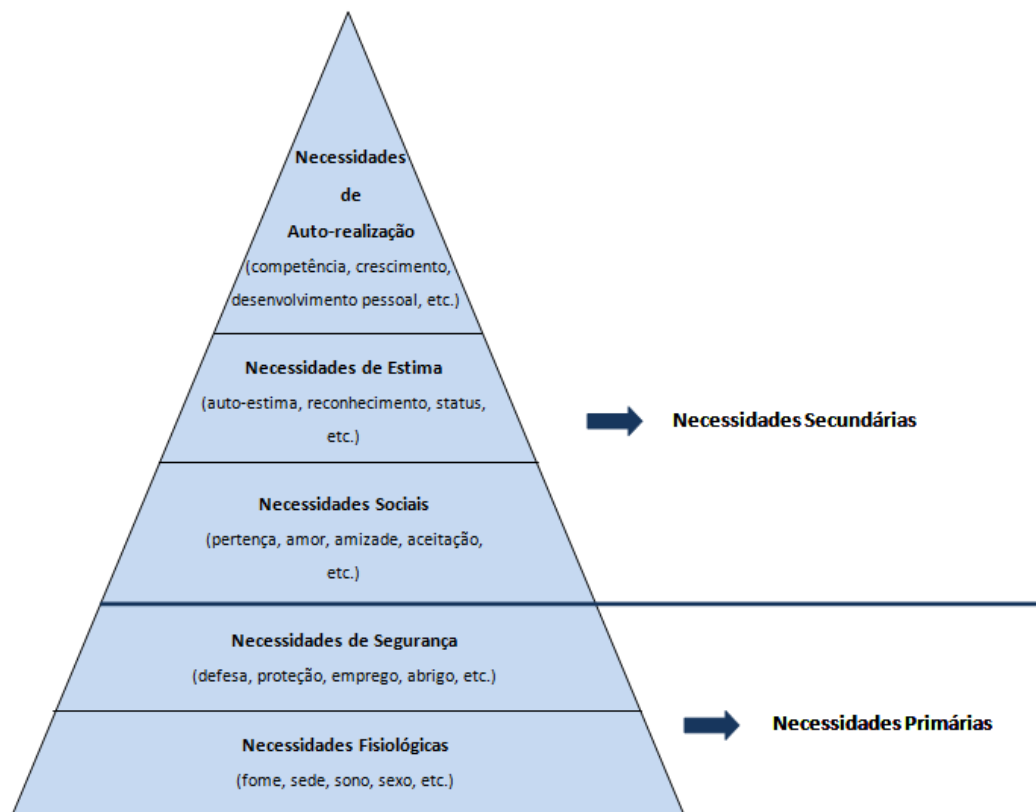 Necessidades
de
Auto-realização
(competência, crescimento,
desenvolvimento pessoal, etc.)
Necessidades de Estima
(auto-estima, reconhecimento, status,
etc.)
Necessidades Secundárias
Necessidades Sociais
(pertença, amor, amizade, aceitação,
etc.)
Necessidades de Segurança
(defesa, proteção, emprego, abrigo, etc.)
Necessidades Primárias
Necessidades Fisiológicas
(fome, sede, sono, sexo, etc.)